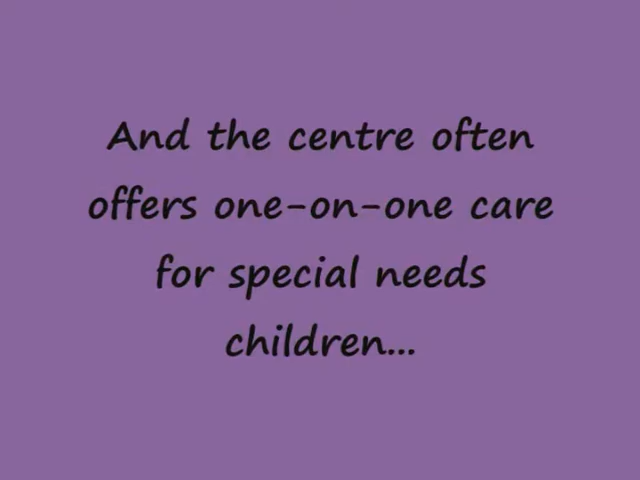 And the centre often
offers one-on-one care
for special needs
children...